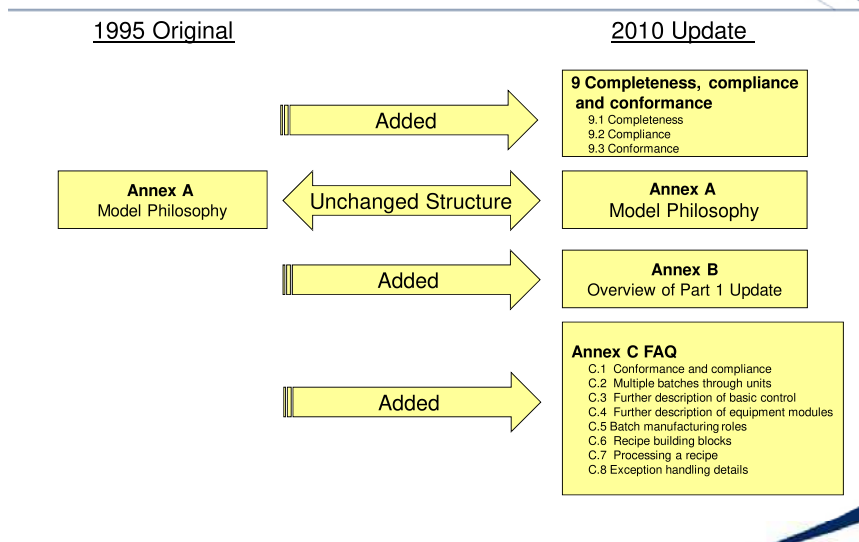 1995 Original
2010 Update
Added
9 Completeness, compliance
and conformance
9.1 Completeness
9.2 Compliance
9.3 Conformance
Annex A
Model Philosophy
Unchanged Structure
Annex A
Model Philosophy
Added
Annex B
Overview of Part 1 Update
Added
Annex C FAQ
C.1 Conformance and compliance
C.2 Multiple batches through units
C.3 Further description of basic control
C.4 Further description of equipment modules
C.5 Batch manufacturing roles
C.6 Recipe building blocks
C.7 Processing a recipe
C.8 Exception handling details